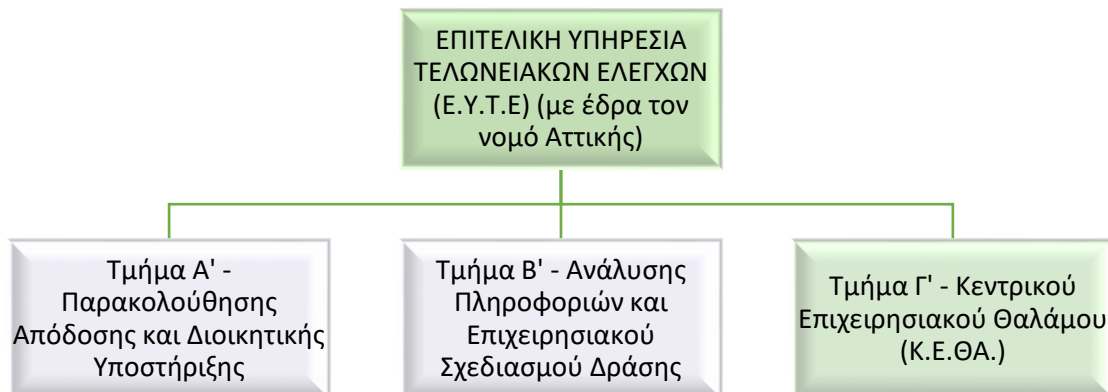 ΕΠΙΤΕΛΙΚΗ ΥΠΗΡΕΣΙΑ
ΤΕΛΩΝΕΙΑΚΩΝ ΕΛΕΓΧΩΝ
(Ε.Υ.Τ.Ε) (με έδρα τον
νομό Αττικής)
Τμήμα Α' -
Παρακολούθησης
Απόδοσης και Διοικητικής
Υποστήριξης
Τμήμα Β' - Ανάλυσης
Πληροφοριών και
Επιχειρησιακού
Σχεδιασμού Δράσης
Τμήμα Γ' - Κεντρικού
Επιχειρησιακού Θαλάμου
(Κ.Ε.ΘΑ.)